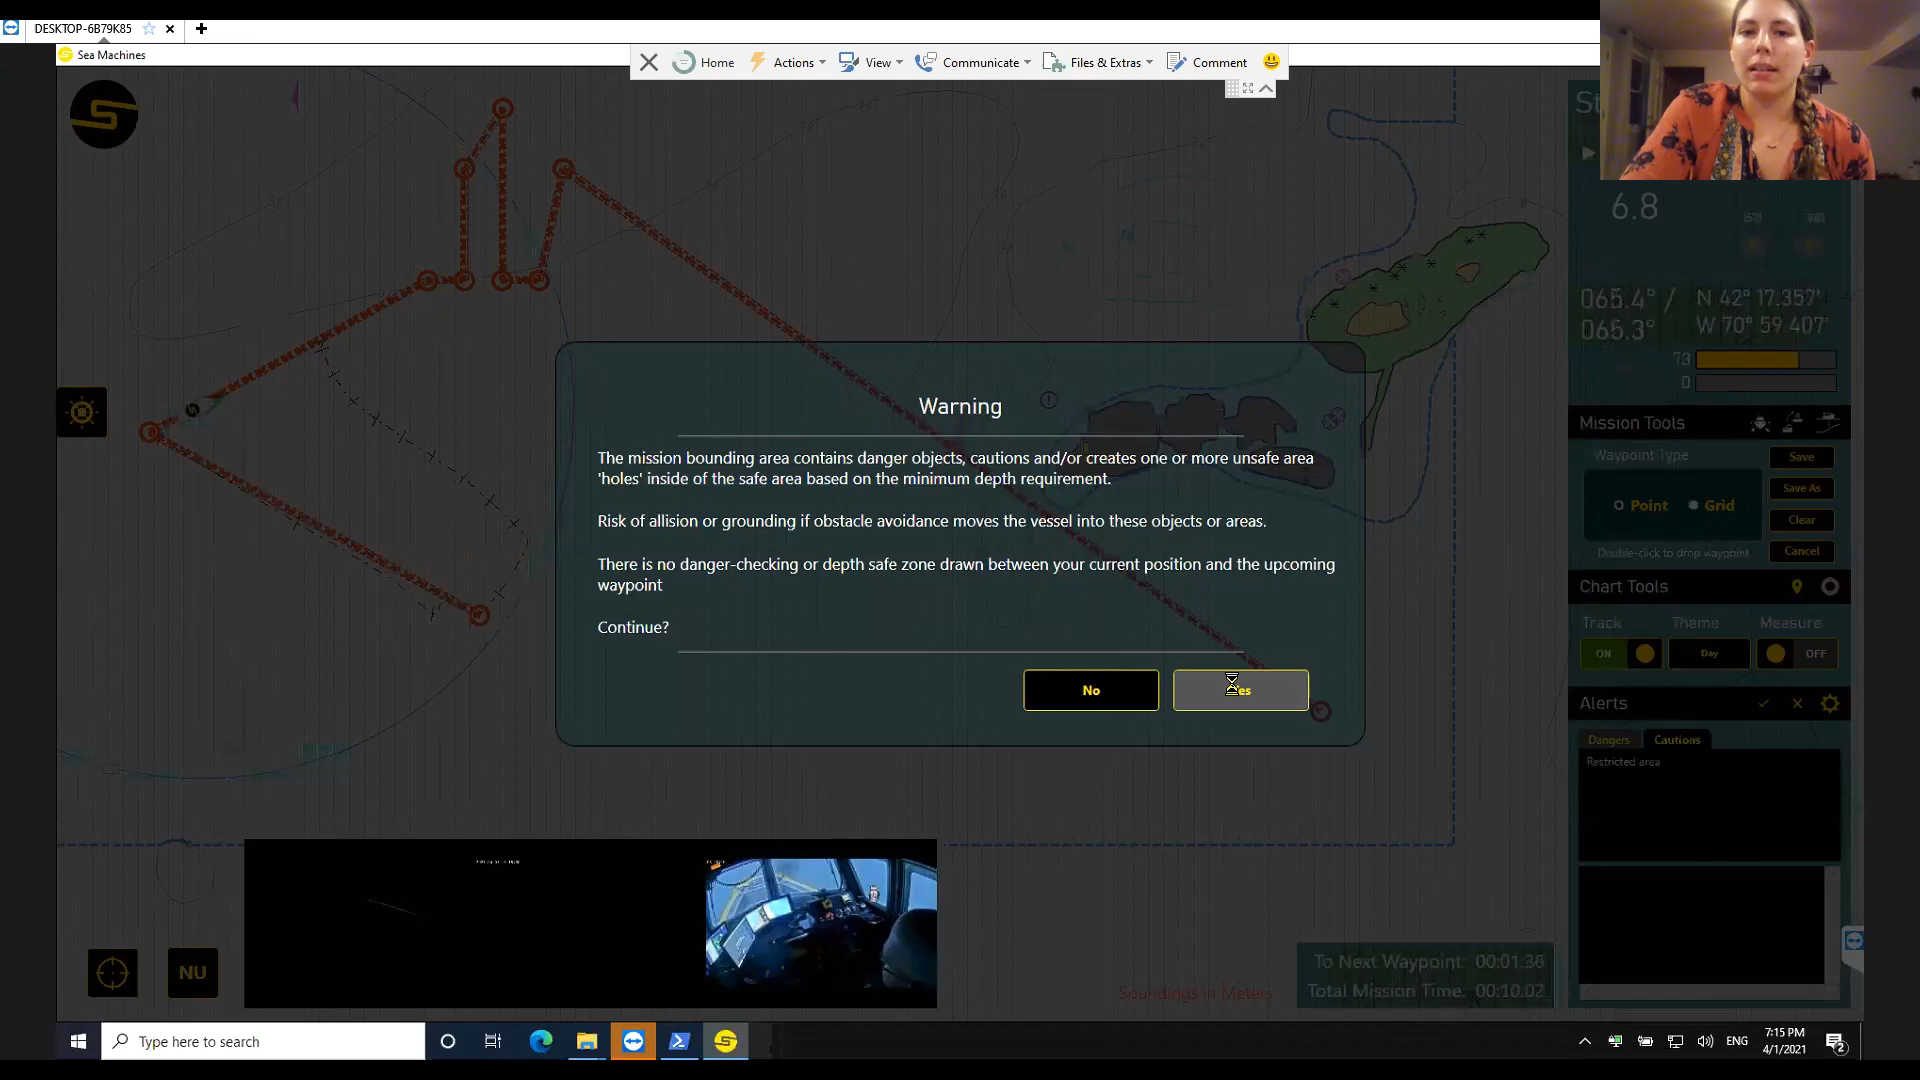 DESKTOP-6B79K85
Sea Machines
Home
Actions
View
Communicate
Files & Extras
Comment
6.8
065.4° /
065.3°
N 42° 17.357'
W 70° 59.407'
78
0
Mission Tools
Waypoint Type
Save
Point
Grid
Save As
Clear
Double-click to drop waypoint
Cancel
Chart Tools
Track
Theme
Measure
ON
Day
OFF
Alerts
Dangers
Cautions
Restricted area
Warning
The mission bounding area contains danger objects, cautions and/or creates one or more unsafe area
'holes' inside of the safe area based on the minimum depth requirement.
Risk of allision or grounding if obstacle avoidance moves the vessel into these objects or areas.
There is no danger-checking or depth safe zone drawn between your current position and the upcoming
waypoint
Continue?
No
NU
Soundings in Meters
To Next Waypoint: 00:01:36
Total Mission Time: 00:10:02
Type here to search
ENG
7:15 PM
4/1/2021
2